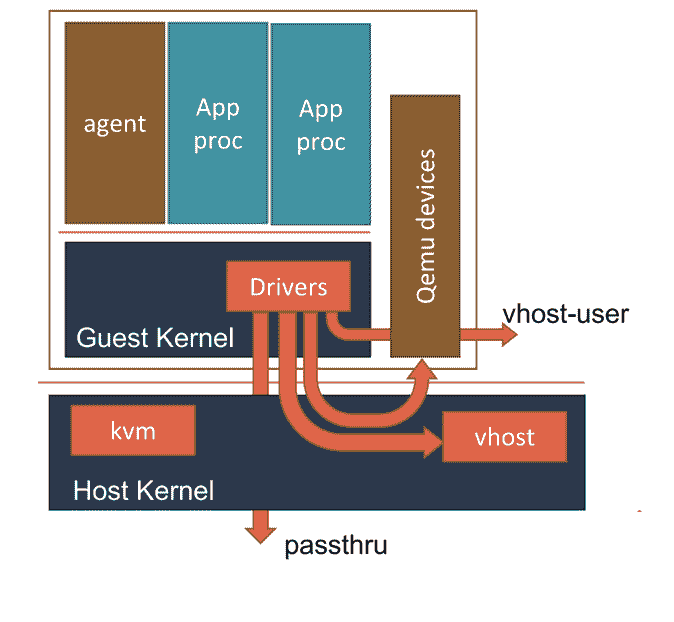 agent
App
proc
App
proc
Qemu devices
Drivers
Guest Kernel
vhost-user
kvm
vhost
Host Kernel
passthru